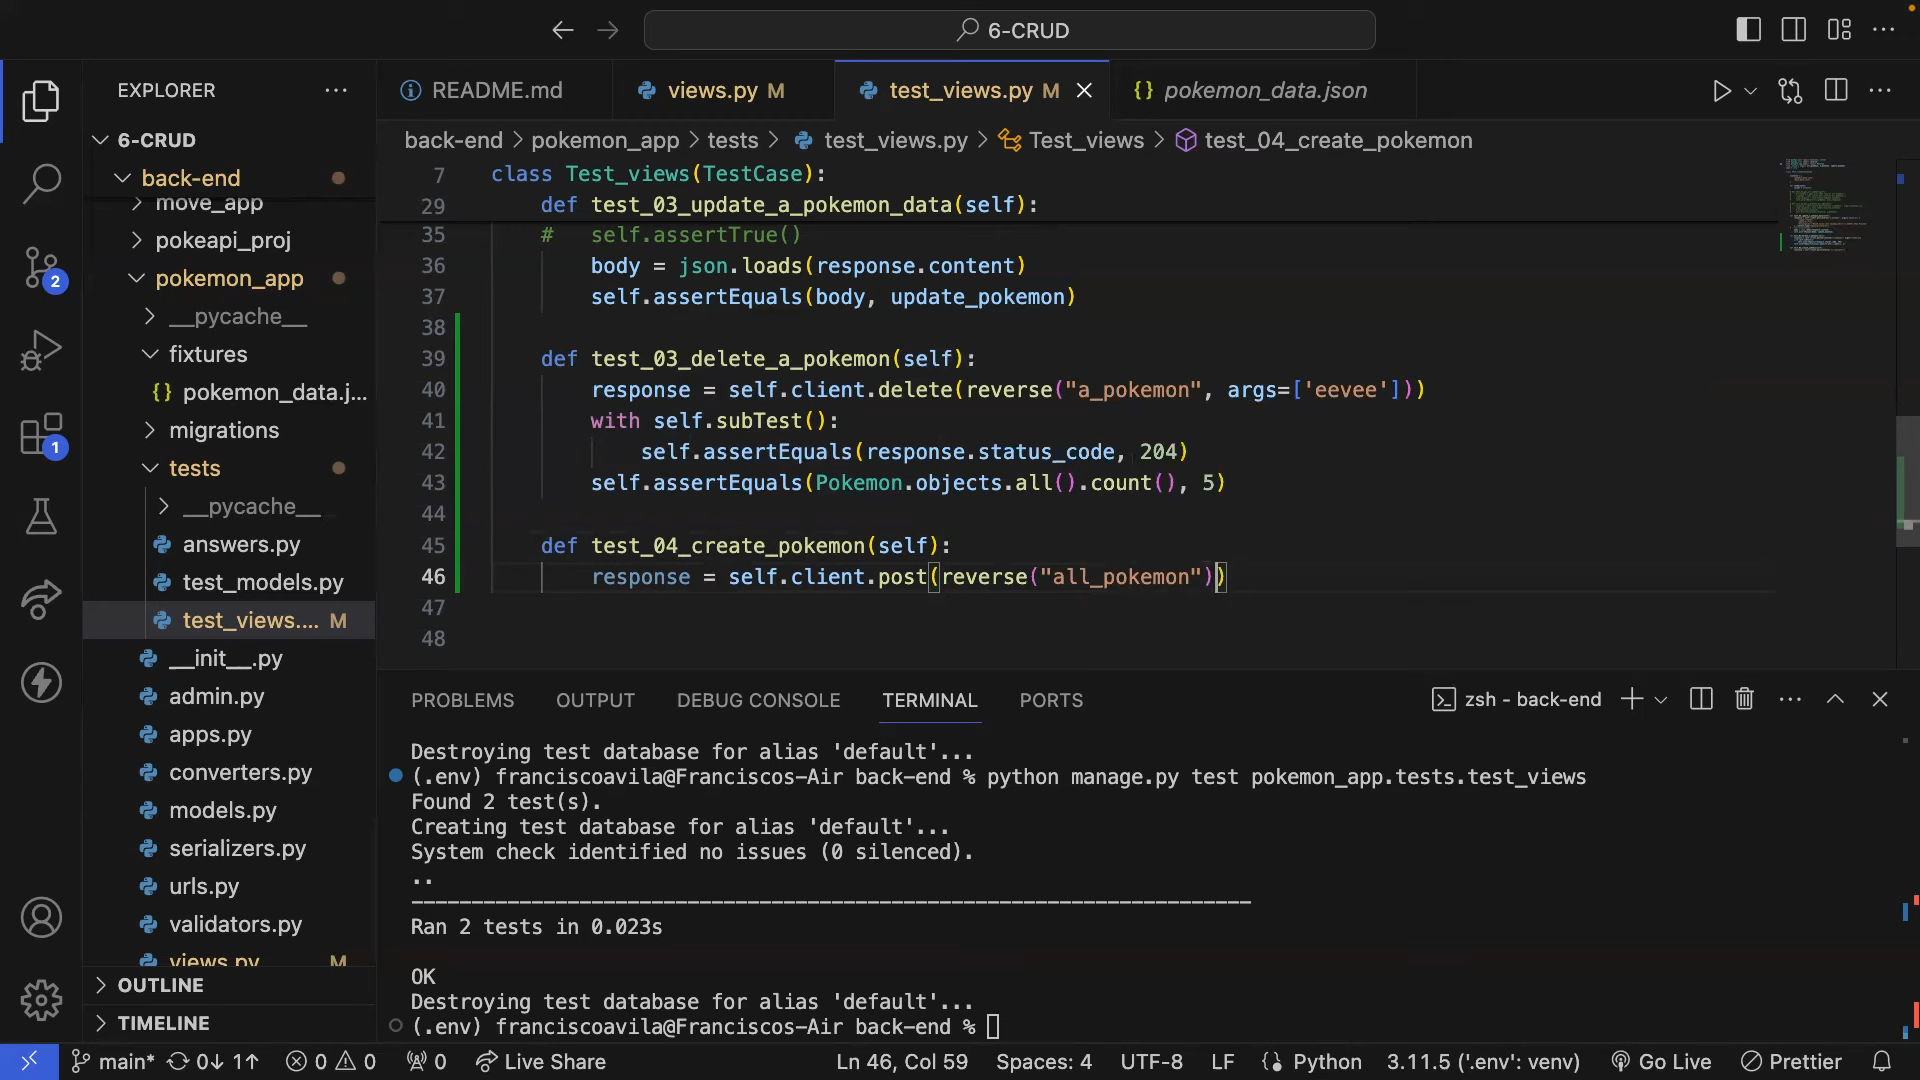 6-CRUD
EXPLORER
README.md
views.py M
test_views.py M
{} pokemon_data.json
6-CRUD
back-end > pokemon_app > tests > test_views.py > Test_views > test_04_create_pokemon
back-end
move_app
pokeapi_proj
pokemon_app
__pycache__
fixtures
{} pokemon_data.j...
migrations
tests
__pycache__
answers.py
test_models.py
test_views.... M
__init__.py
admin.py
apps.py
converters.py
models.py
serializers.py
urls.py
validators.py
views.py M
OUTLINE
TIMELINE
2
1
7 class Test_views(TestCase):
29 def test_03_update_a_pokemon_data(self):
35 # self.assertTrue()
36 body = json.loads(response.content)
37 self.assertEquals(body, update_pokemon)
38
39 def test_03_delete_a_pokemon(self):
40 response = self.client.delete(reverse("a_pokemon", args=['eevee']))
41 with self.subTest():
42 self.assertEquals(response.status_code, 204)
43 self.assertEquals(Pokemon.objects.all().count(), 5)
44
45 def test_04_create_pokemon(self):
46 response = self.client.post(reverse("all_pokemon"))
47
48
PROBLEMS OUTPUT DEBUG CONSOLE TERMINAL PORTS
zsh - back-end
Destroying test database for alias 'default'...
(.env) franciscoavila@Franciscos-Air back-end % python manage.py test pokemon_app.tests.test_views
Found 2 test(s).
Creating test database for alias 'default'...
System check identified no issues (0 silenced).
..
----------------------------------------------------------------------
Ran 2 tests in 0.023s
OK
Destroying test database for alias 'default'...
(.env) franciscoavila@Franciscos-Air back-end %
main* 0↓ 1↑ 0 0 0 Live Share Ln 46, Col 59 Spaces: 4 UTF-8 LF {} Python 3.11.5 ('.env': venv) Go Live Prettier